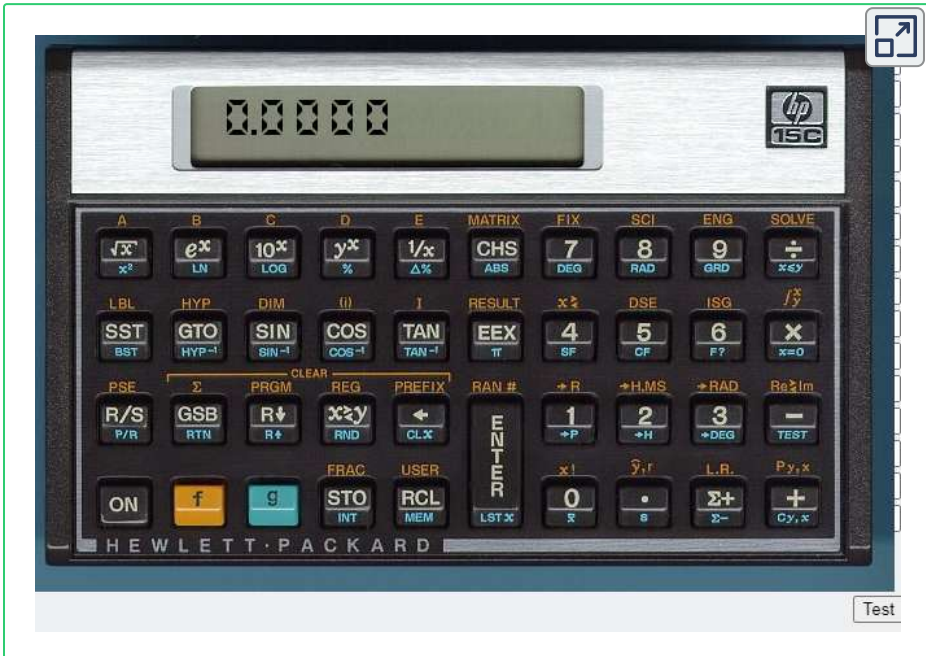 0.0000
hp
15C
A B C D E MATRIX FIX SCI ENG SOLVE
√x eˣ 10ˣ yˣ 1/x CHS 7 8 9 ÷
x² LN LOG % Δ% ABS DEG RAD GRD x≤y
LBL HYP DIM (i) I RESULT x≷ DSE ISG ∫ˣy
SST GTO SIN COS TAN EEX 4 5 6 ×
BST HYP⁻¹ SIN⁻¹ COS⁻¹ TAN⁻¹ π SF CF F? x=0
CLEAR
PSE Σ PRGM REG PREFIX RAN # →R →H.MS →RAD Re≷Im
R/S GSB R↓ x≷y ← ENTER 1 2 3 −
P/R RTN R↑ RND CLx →P →H →DEG TEST
FRAC USER x! ŷ,r L.R. Py,x
ON f g STO RCL 0 . Σ+ +
INT MEM LSTx x̄ s Σ− Cy,x
HEWLETT·PACKARD
Test